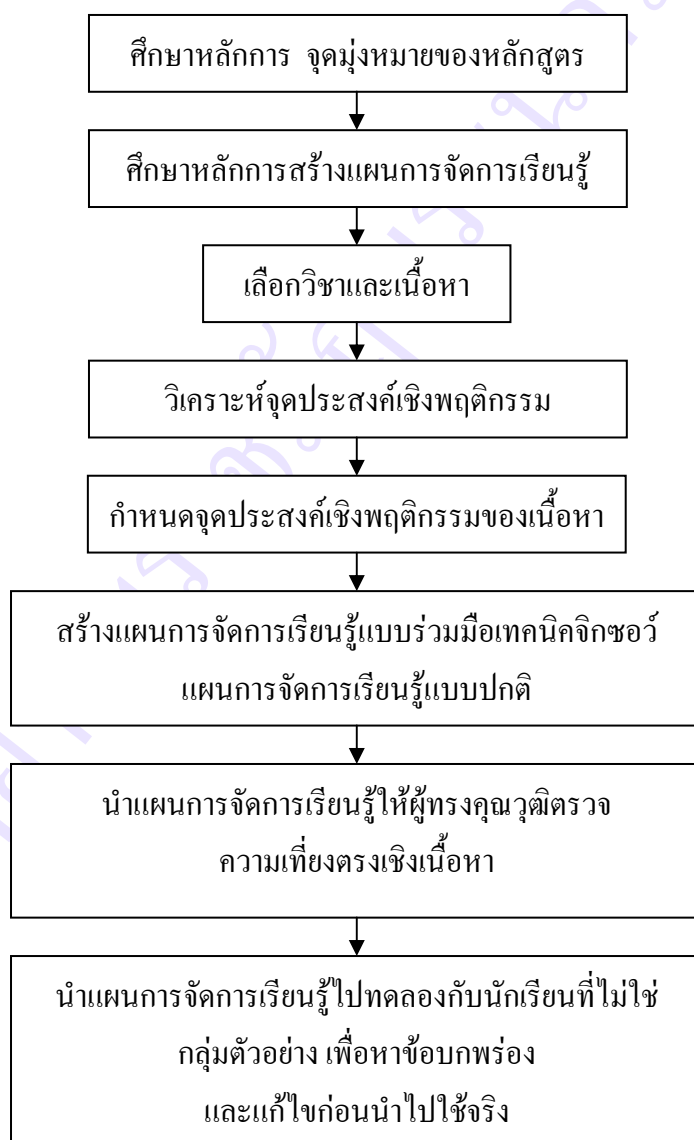 ศึกษาหลักการ จุดมุ่งหมายของหลักสูตร
ศึกษาหลักการสร้างแผนการจัดการเรียนรู้
เลือกวิชาและเนื้อหา
วิเคราะห์จุดประสงค์เชิงพฤติกรรม
กำหนดจุดประสงค์เชิงพฤติกรรมของเนื้อหา
สร้างแผนการจัดการเรียนรู้แบบร่วมมือเทคนิคจิกซอว์
แผนการจัดการเรียนรู้แบบปกติ
นำแผนการจัดการเรียนรู้ให้ผู้ทรงคุณวุฒิตรวจ
ความเที่ยงตรงเชิงเนื้อหา
นำแผนการจัดการเรียนรู้ไปทดลองกับนักเรียนที่ไม่ใช่
กลุ่มตัวอย่าง เพื่อหาข้อบกพร่อง
และแก้ไขก่อนนำไปใช้จริง